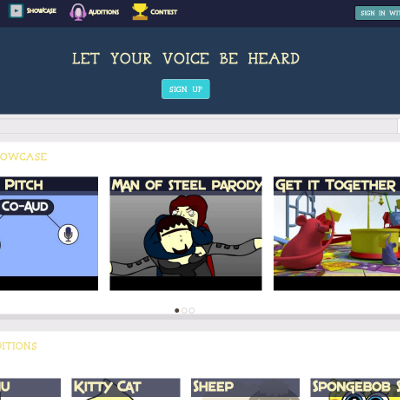 Showcase Auditions Contest SIGN IN WIT
LET YOUR VOICE BE HEARD
SIGN UP
OWCASE
Pitch Man of Steel parody Get it Together
Co-Aud
ITIONS
Kitty Cat Sheep Spongebob S